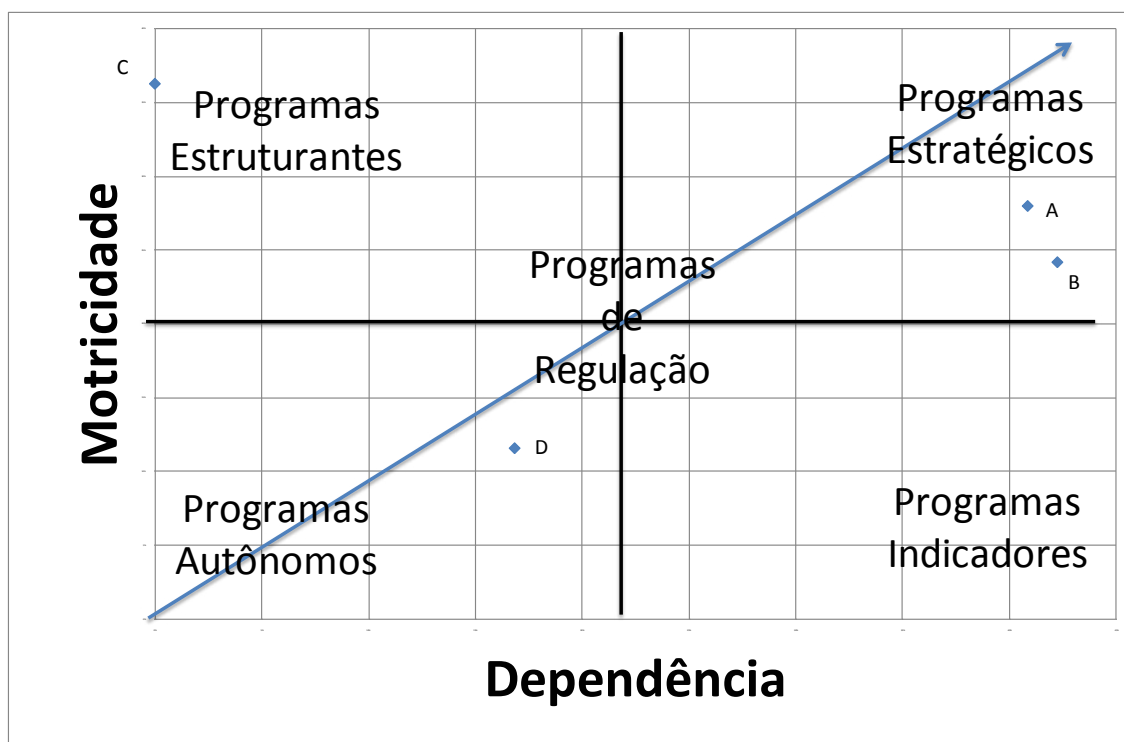 C
Programas
Estruturantes
Programas
Estratégicos
A
B
Programas
de
Regulação
D
Programas
Autônomos
Programas
Indicadores
Motricidade
Dependência